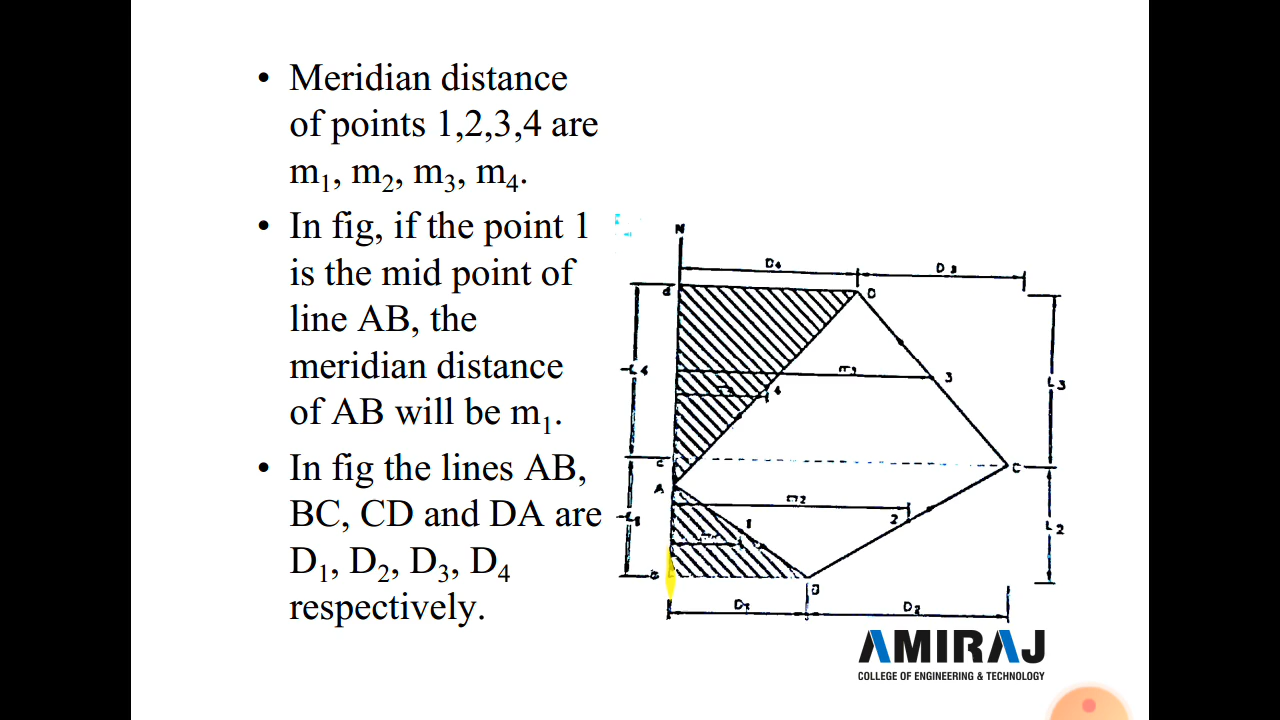 • Meridian distance
of points 1,2,3,4 are
m₁, m₂, m₃, m₄.
• In fig, if the point 1
is the mid point of
line AB, the
meridian distance
of AB will be m₁.
• In fig the lines AB,
BC, CD and DA are
D₁, D₂, D₃, D₄
respectively.
N
D₄
D₃
d
D
L₄
m₃
3
L₃
4
c
C
A
m₂
L₁
1
2
L₂
B
D₁
D₂
AMIRAJ
COLLEGE OF ENGINEERING & TECHNOLOGY